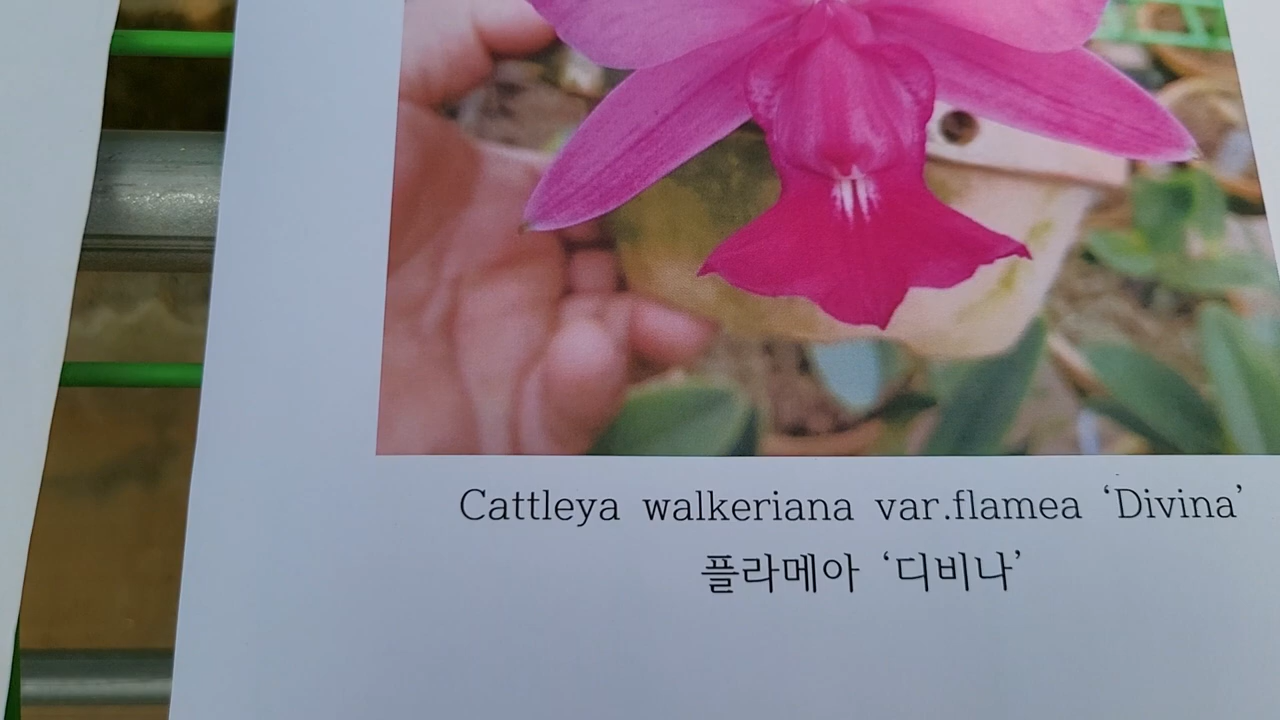 Cattleya walkeriana var.flamea ‘Divina’
플라메아 ‘디비나’